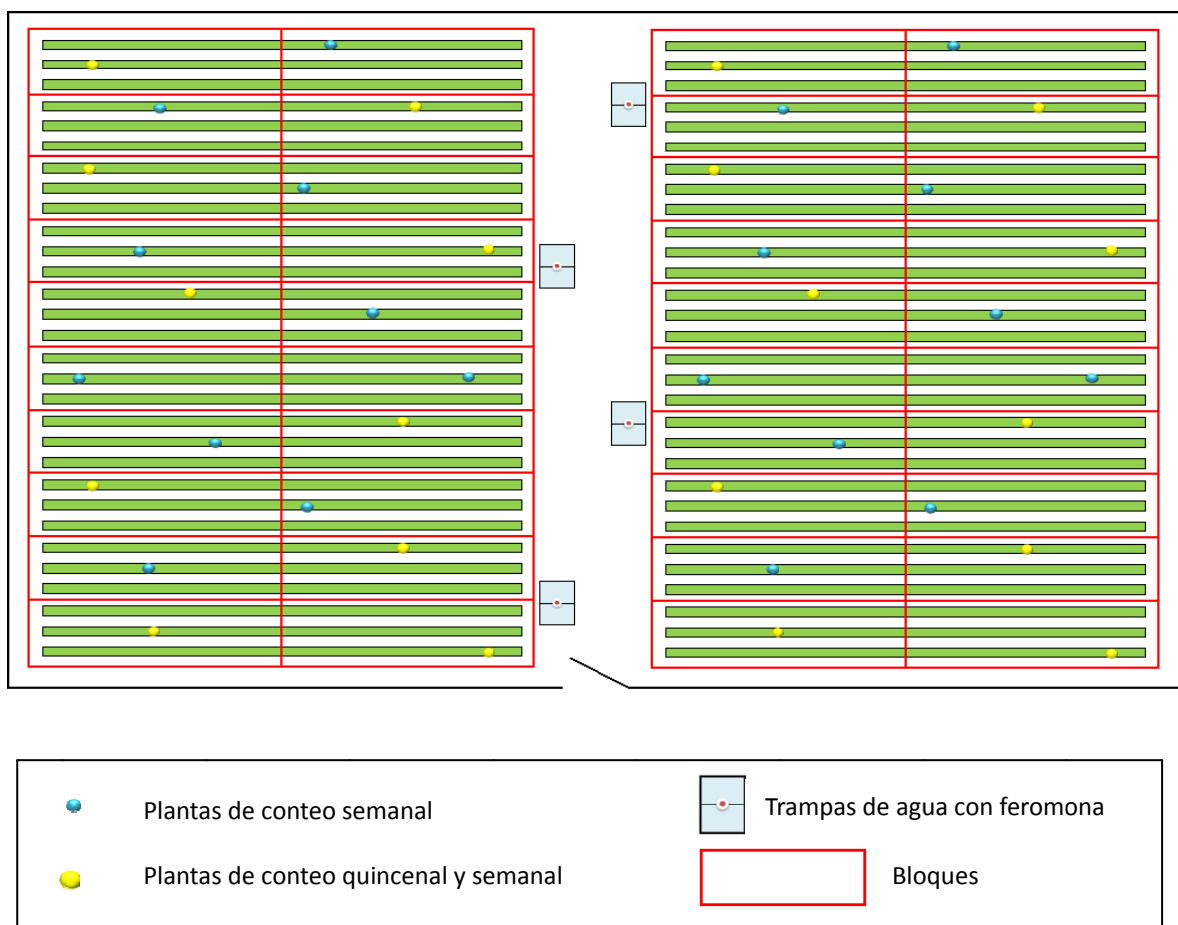 Plantas de conteo semanal
Trampas de agua con feromona
Plantas de conteo quincenal y semanal
Bloques